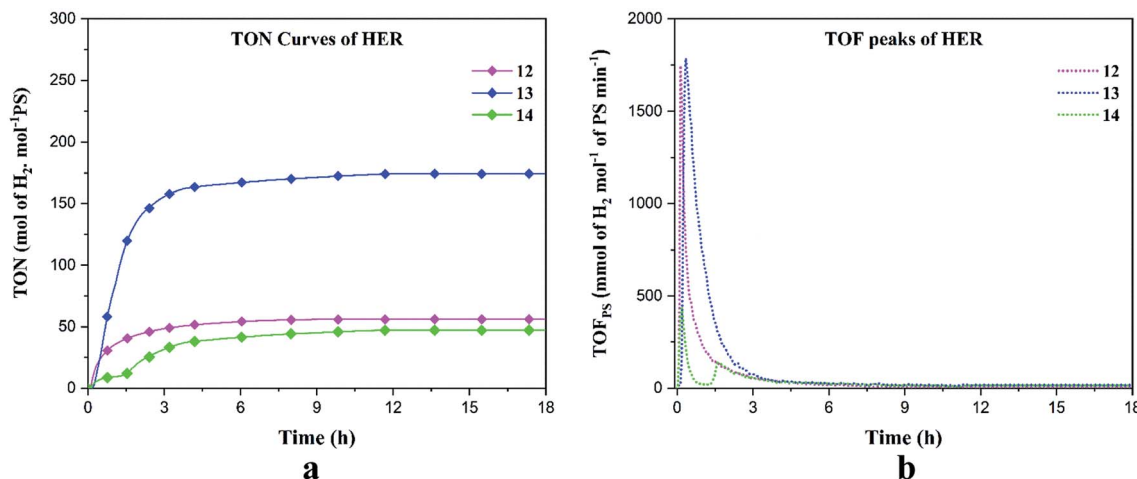 TON Curves of HER
12
13
14
TON (mol of H₂. mol⁻¹PS)
300
250
200
150
100
50
0
0 3 6 9 12 15 18
Time (h)
a
TOF peaks of HER
12
13
14
TOF_PS (mmol of H₂ mol⁻¹ of PS min⁻¹)
2000
1750
1500
1000
500
0
0 3 6 9 12 15 18
Time (h)
b